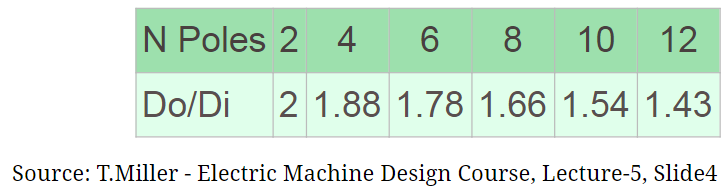 N Poles 2 4 6 8 10 12
Do/Di 2 1.88 1.78 1.66 1.54 1.43
Source: T.Miller - Electric Machine Design Course, Lecture-5, Slide4